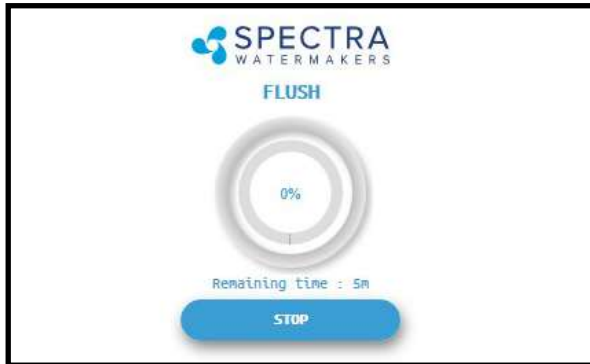 SPECTRA
WATERMAKERS
FLUSH
0%
Remaining time : 5m
STOP